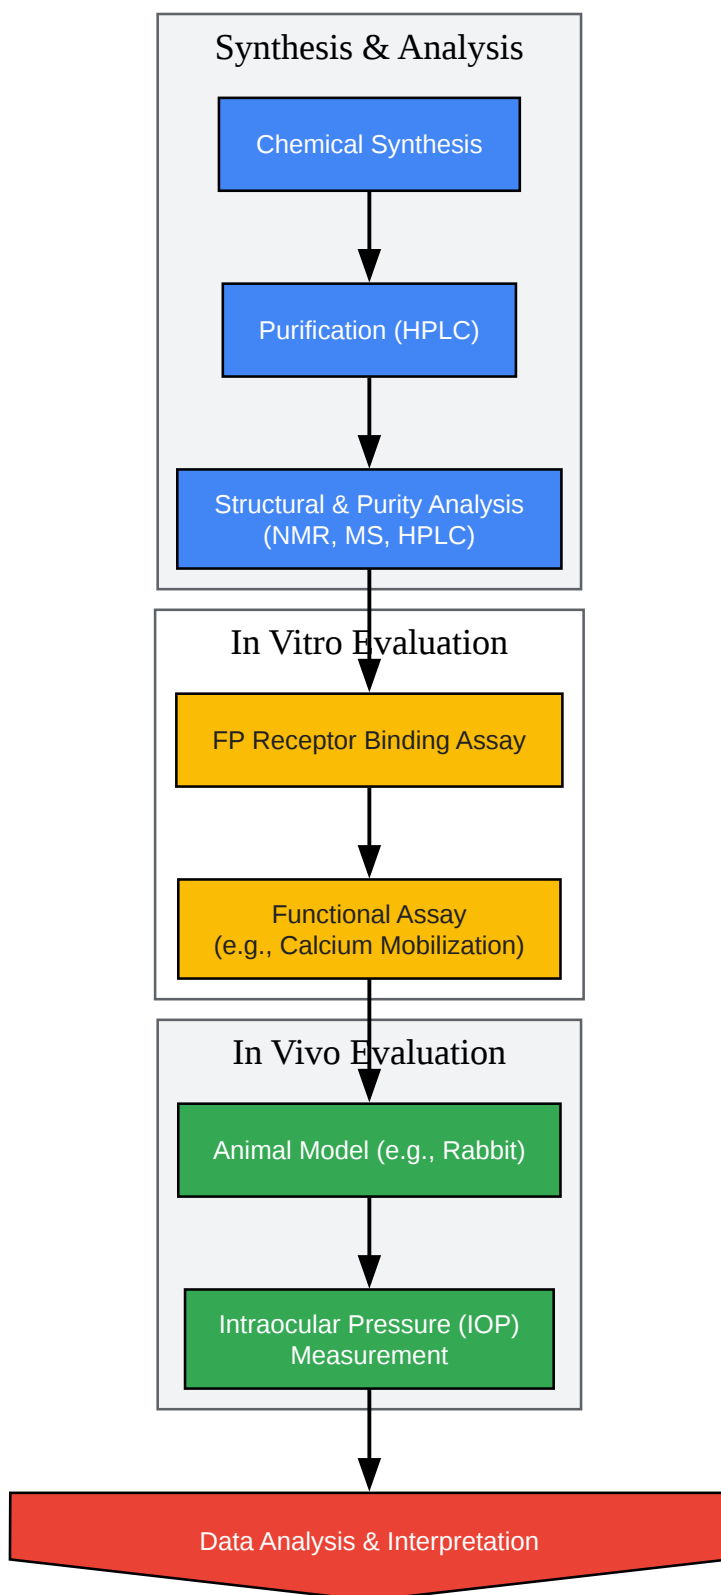 Synthesis & Analysis
Chemical Synthesis
Purification (HPLC)
Structural & Purity Analysis
(NMR, MS, HPLC)
In Vitro Evaluation
FP Receptor Binding Assay
Functional Assay
(e.g., Calcium Mobilization)
In Vivo Evaluation
Animal Model (e.g., Rabbit)
Intraocular Pressure (IOP)
Measurement
Data Analysis & Interpretation